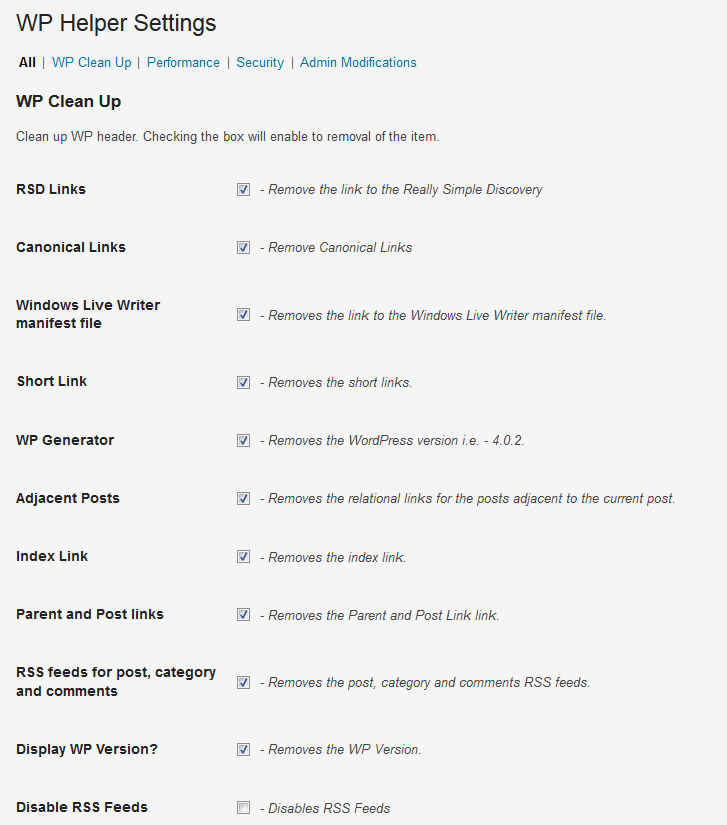 WP Helper Settings
All | WP Clean Up | Performance | Security | Admin Modifications
WP Clean Up
Clean up WP header. Checking the box will enable to removal of the item.
RSD Links - Remove the link to the Really Simple Discovery
Canonical Links - Remove Canonical Links
Windows Live Writer
manifest file - Removes the link to the Windows Live Writer manifest file.
Short Link - Removes the short links.
WP Generator - Removes the WordPress version i.e. - 4.0.2.
Adjacent Posts - Removes the relational links for the posts adjacent to the current post.
Index Link - Removes the index link.
Parent and Post links - Removes the Parent and Post Link link.
RSS feeds for post, category
and comments - Removes the post, category and comments RSS feeds.
Display WP Version? - Removes the WP Version.
Disable RSS Feeds - Disables RSS Feeds